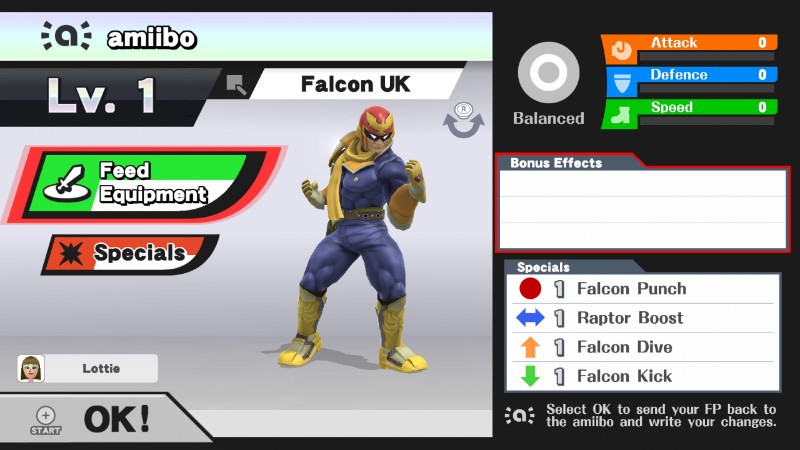 amiibo
Lv. 1
Falcon UK
R
Feed
Equipment
Specials
Lottie
START
OK!
Balanced
Attack 0
Defence 0
Speed 0
Bonus Effects
Specials
1 Falcon Punch
1 Raptor Boost
1 Falcon Dive
1 Falcon Kick
Select OK to send your FP back to
the amiibo and write your changes.